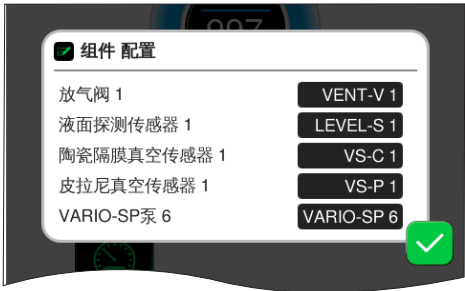 997
组件 配置
放气阀 1
VENT-V 1
液面探测传感器 1
LEVEL-S 1
陶瓷隔膜真空传感器 1
VS-C 1
皮拉尼真空传感器 1
VS-P 1
VARIO-SP泵 6
VARIO-SP 6